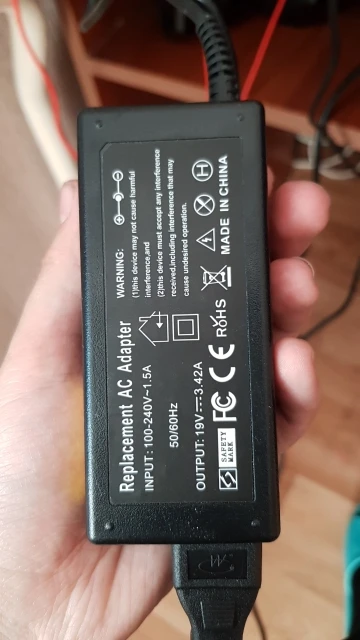 Replacement AC Adapter
INPUT: 100-240V~1.5A
50/60Hz
OUTPUT: 19V⎓3.42A
SAFETY
MARK
FC CE RoHS
WARNING:
(1)this device may not cause harmful
interference,and
(2)this device must accept any interference
received,including interference that may
cause undesired operation.
H
MADE IN CHINA